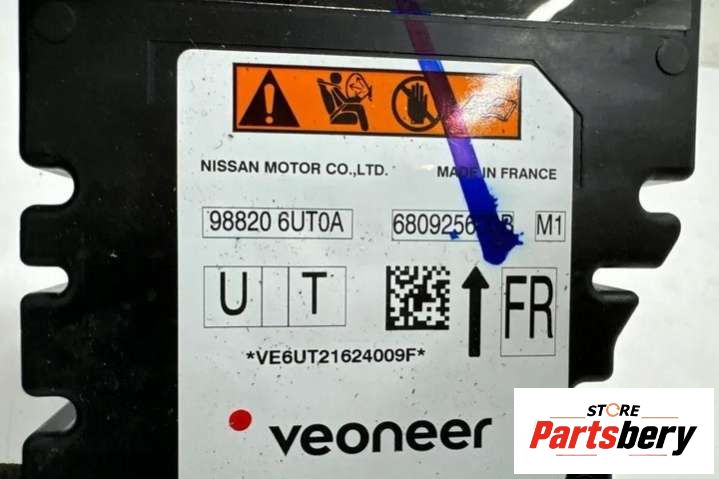 NISSAN MOTOR CO.,LTD. MADE IN FRANCE
98820 6UT0A M1
U T FR
*VE6UT21624009F*
veoneer
STORE
Partsbery